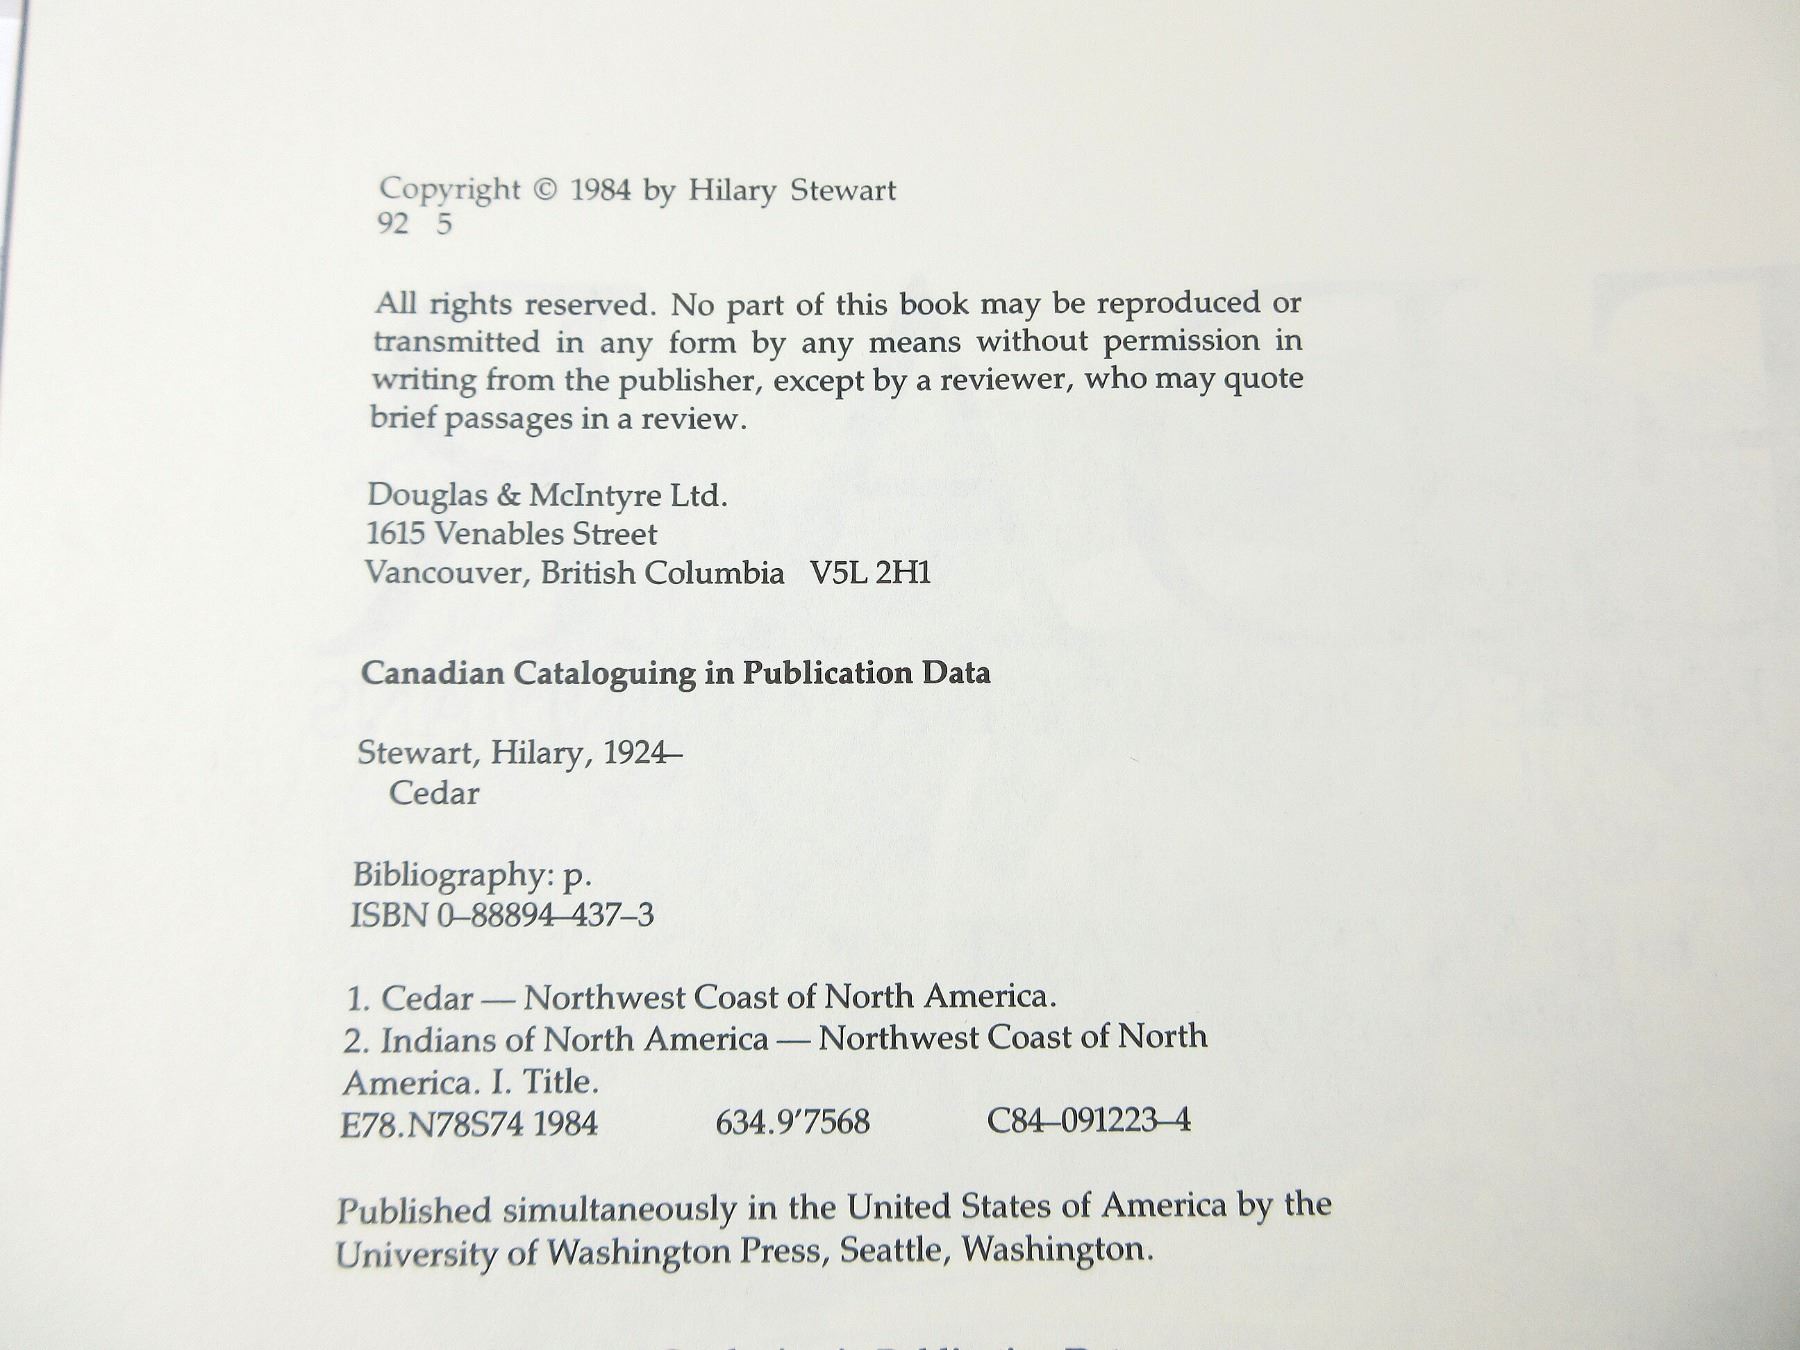 Copyright © 1984 by Hilary Stewart
92 5
All rights reserved. No part of this book may be reproduced or
transmitted in any form by any means without permission in
writing from the publisher, except by a reviewer, who may quote
brief passages in a review.
Douglas & McIntyre Ltd.
1615 Venables Street
Vancouver, British Columbia V5L 2H1
Canadian Cataloguing in Publication Data
Stewart, Hilary, 1924–
Cedar
Bibliography: p.
ISBN 0–88894–437–3
1. Cedar — Northwest Coast of North America.
2. Indians of North America — Northwest Coast of North
America. I. Title.
E78.N78S74 1984 634.9'7568 C84–091223–4
Published simultaneously in the United States of America by the
University of Washington Press, Seattle, Washington.